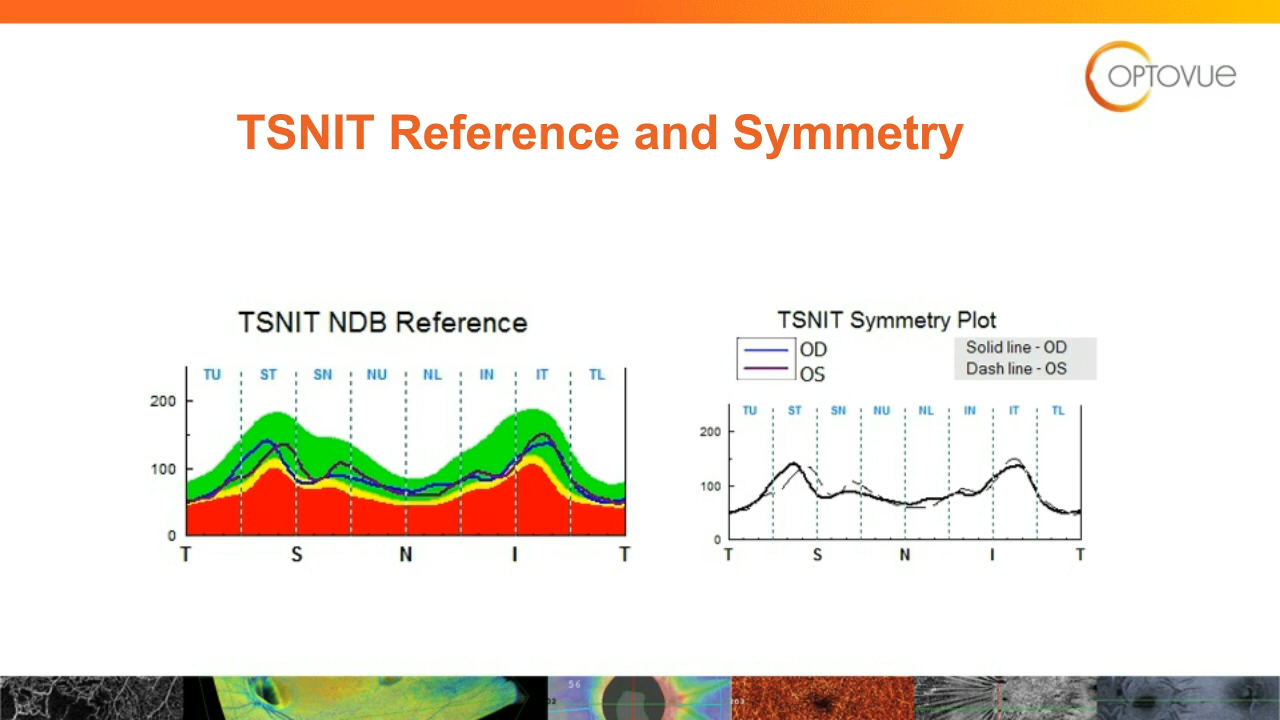 OPTOVUE
TSNIT Reference and Symmetry
TSNIT NDB Reference
TU ST SN NU NL IN IT TL
200
100
0
T S N I T
TSNIT Symmetry Plot
OD
OS
Solid line - OD
Dash line - OS
TU ST SN NU NL IN IT TL
200
100
0
T S N I T
56